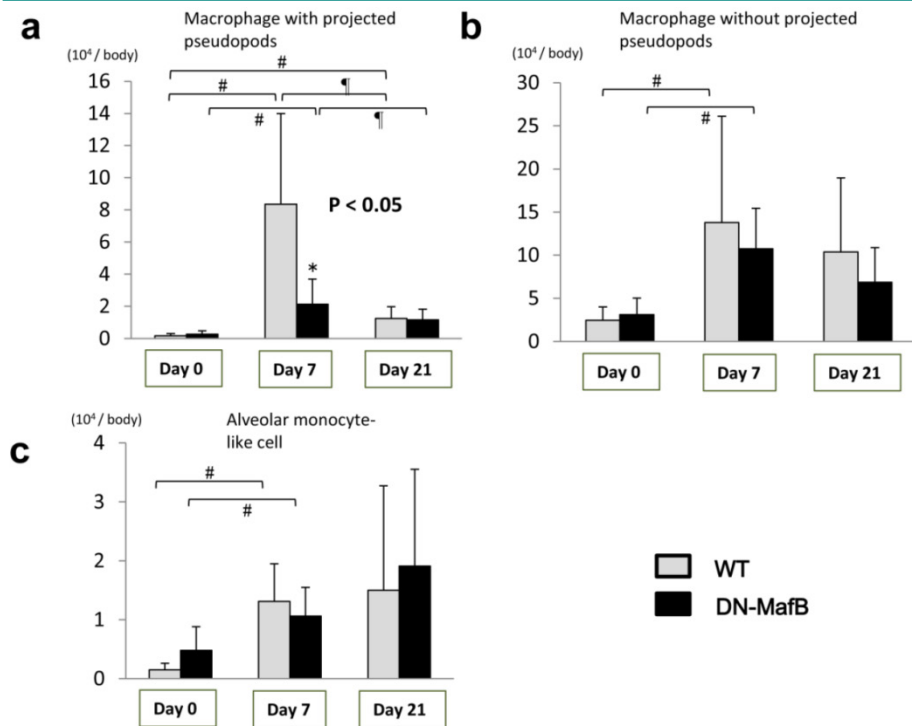 a
Macrophage with projected
pseudopods
(10⁴ / body)
16
14
12
10
8
6
4
2
0
#
#
¶
#
¶
P < 0.05
*
Day 0
Day 7
Day 21
b
Macrophage without projected
pseudopods
(10⁴ / body)
30
25
20
15
10
5
0
#
#
Day 0
Day 7
Day 21
c
(10⁴ / body)
Alveolar monocyte-
like cell
4
3
2
1
0
#
#
Day 0
Day 7
Day 21
WT
DN-MafB